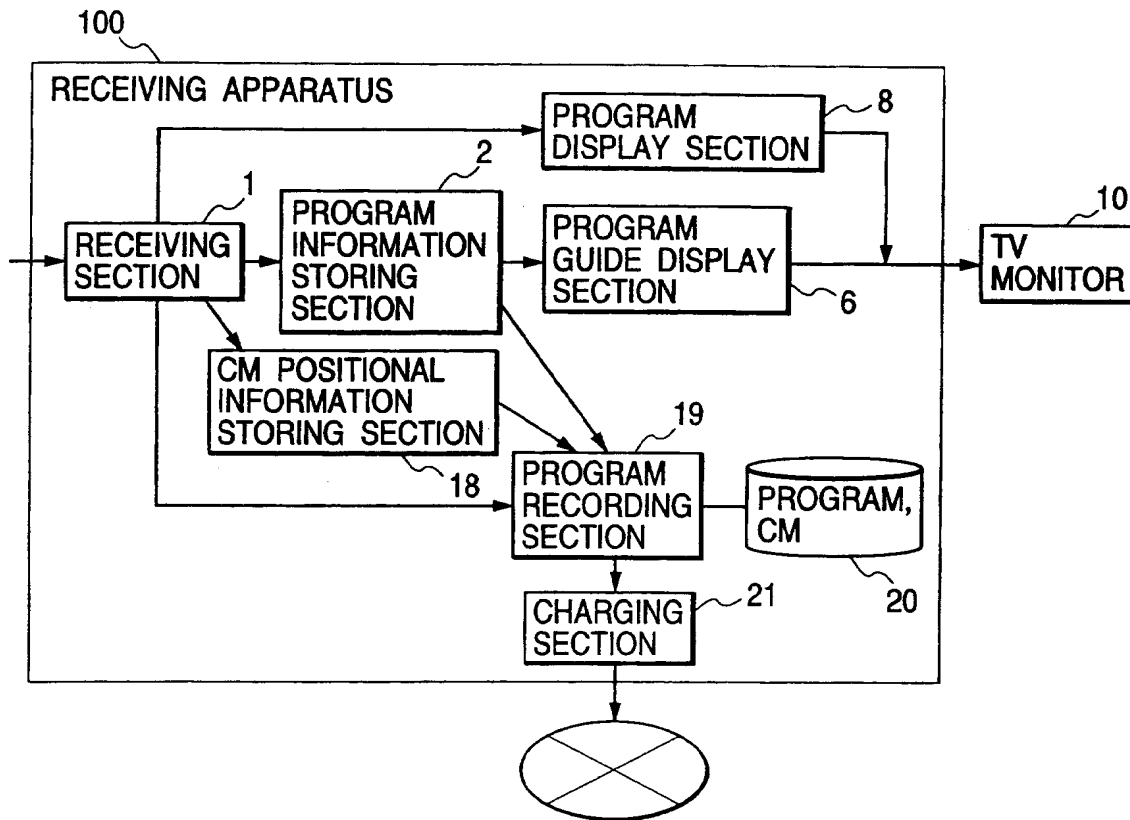 100
RECEIVING APPARATUS
8
PROGRAM
DISPLAY SECTION
2
1
PROGRAM
INFORMATION
STORING
SECTION
RECEIVING
SECTION
PROGRAM
GUIDE DISPLAY
SECTION
6
10
TV
MONITOR
CM POSITIONAL
INFORMATION
STORING SECTION
18
19
PROGRAM
RECORDING
SECTION
PROGRAM,
CM
20
21
CHARGING
SECTION